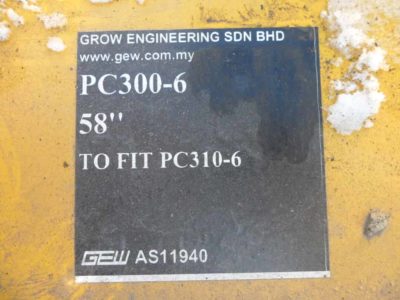 GROW ENGINEERING SDN BHD
www.gew.com.my
PC300-6
58"
TO FIT PC310-6
GEW AS11940